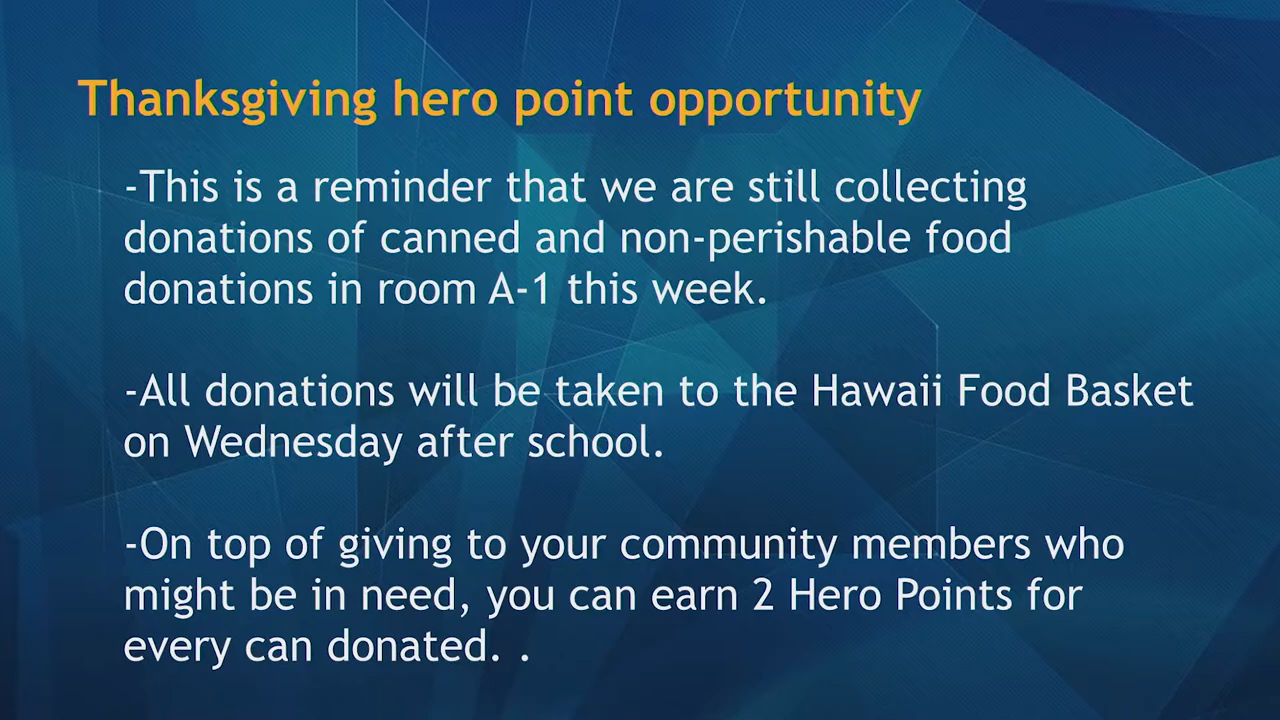 Thanksgiving hero point opportunity
-This is a reminder that we are still collecting
donations of canned and non-perishable food
donations in room A-1 this week.
-All donations will be taken to the Hawaii Food Basket
on Wednesday after school.
-On top of giving to your community members who
might be in need, you can earn 2 Hero Points for
every can donated. .